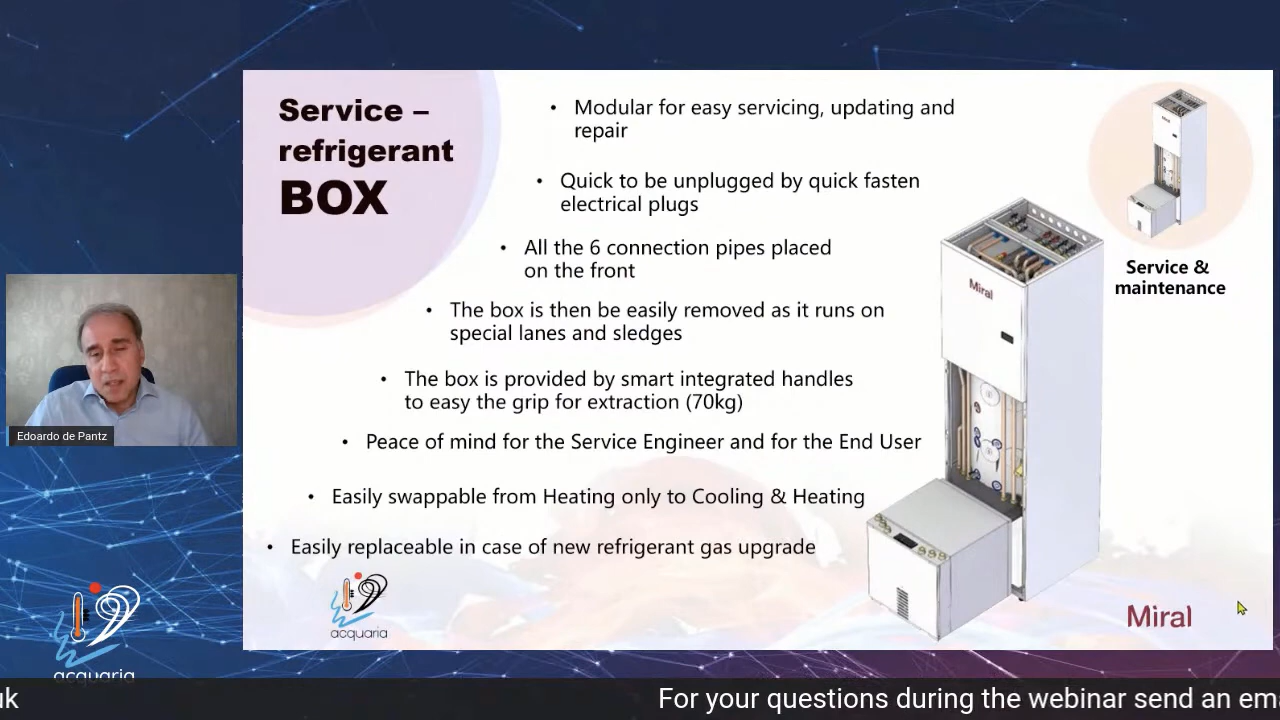 Service –
refrigerant
BOX
• Modular for easy servicing, updating and
repair
• Quick to be unplugged by quick fasten
electrical plugs
• All the 6 connection pipes placed
on the front
• The box is then be easily removed as it runs on
special lanes and sledges
• The box is provided by smart integrated handles
to easy the grip for extraction (70kg)
• Peace of mind for the Service Engineer and for the End User
• Easily swappable from Heating only to Cooling & Heating
• Easily replaceable in case of new refrigerant gas upgrade
Service &
maintenance
Miral
Miral
acquaria
Edoardo de Pantz
acquaria
uk
For your questions during the webinar send an em